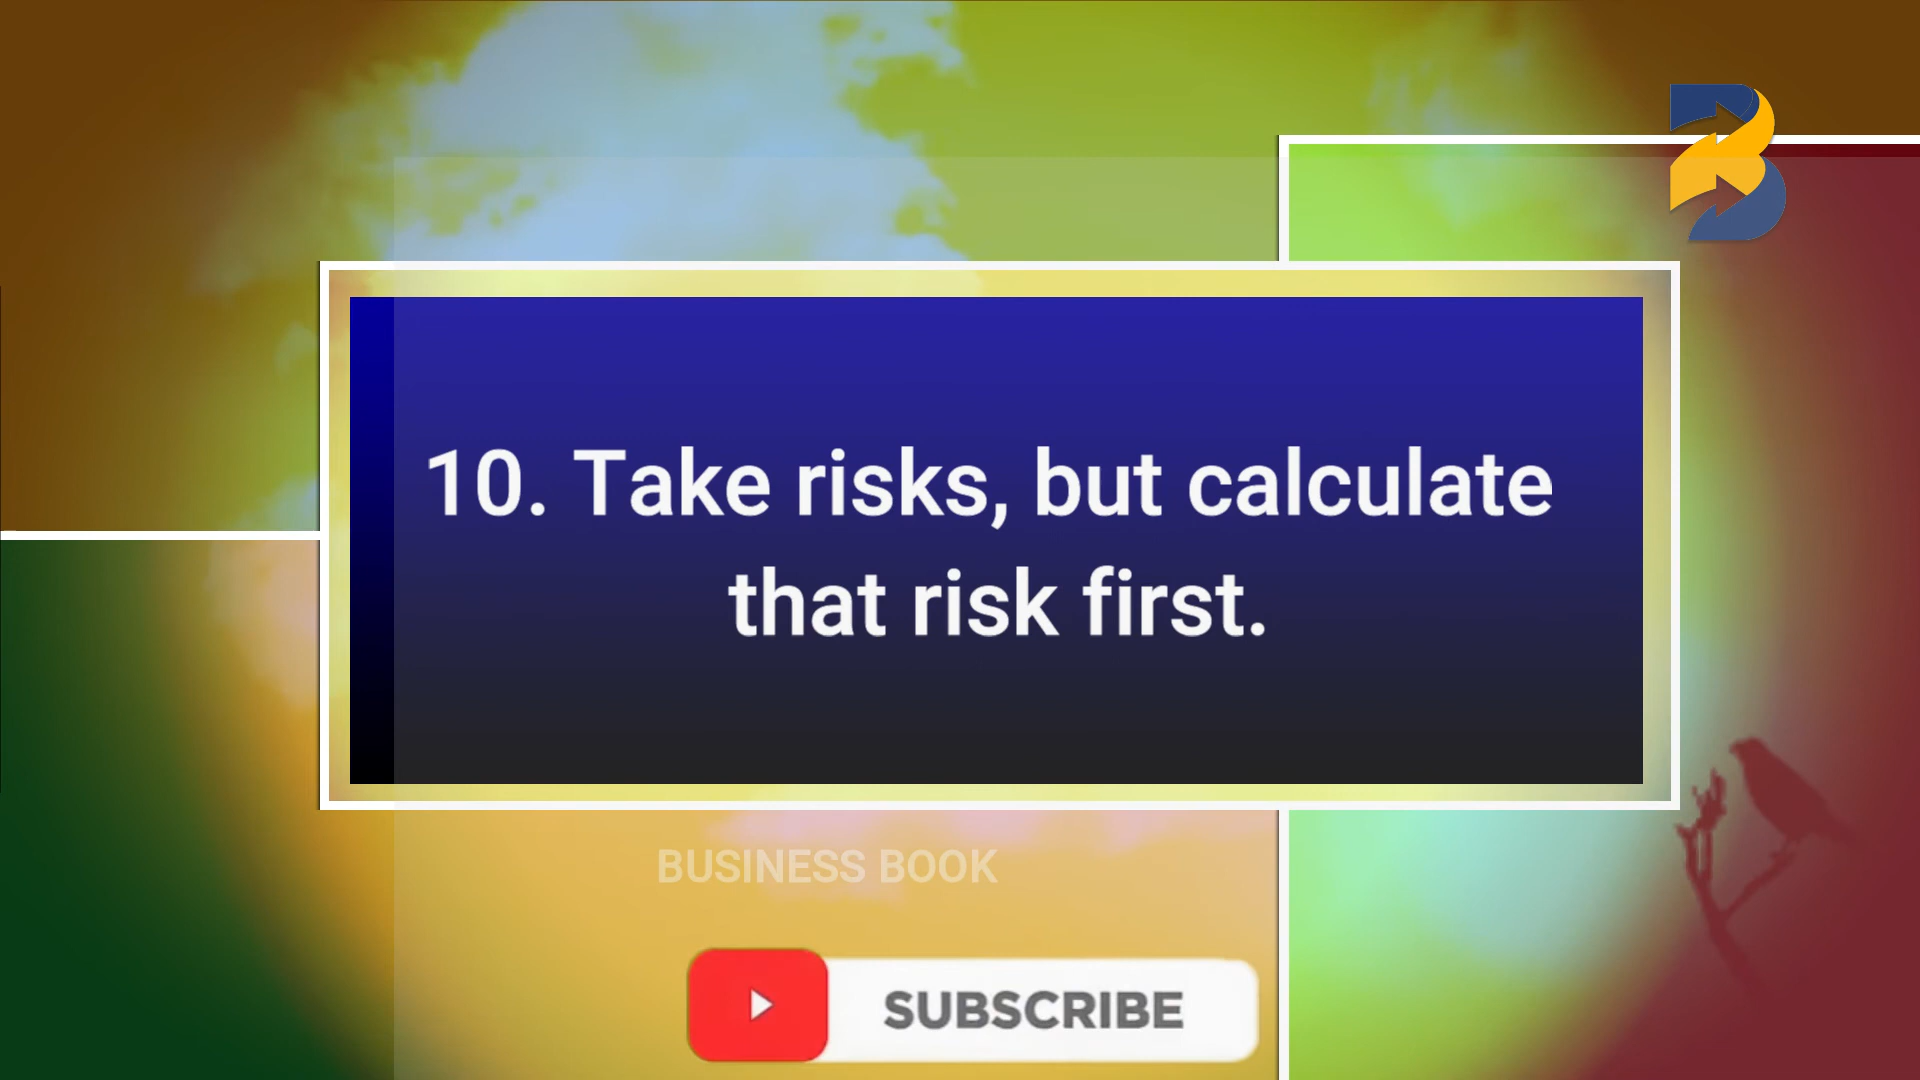 10. Take risks, but calculate
that risk first.
BUSINESS BOOK
SUBSCRIBE